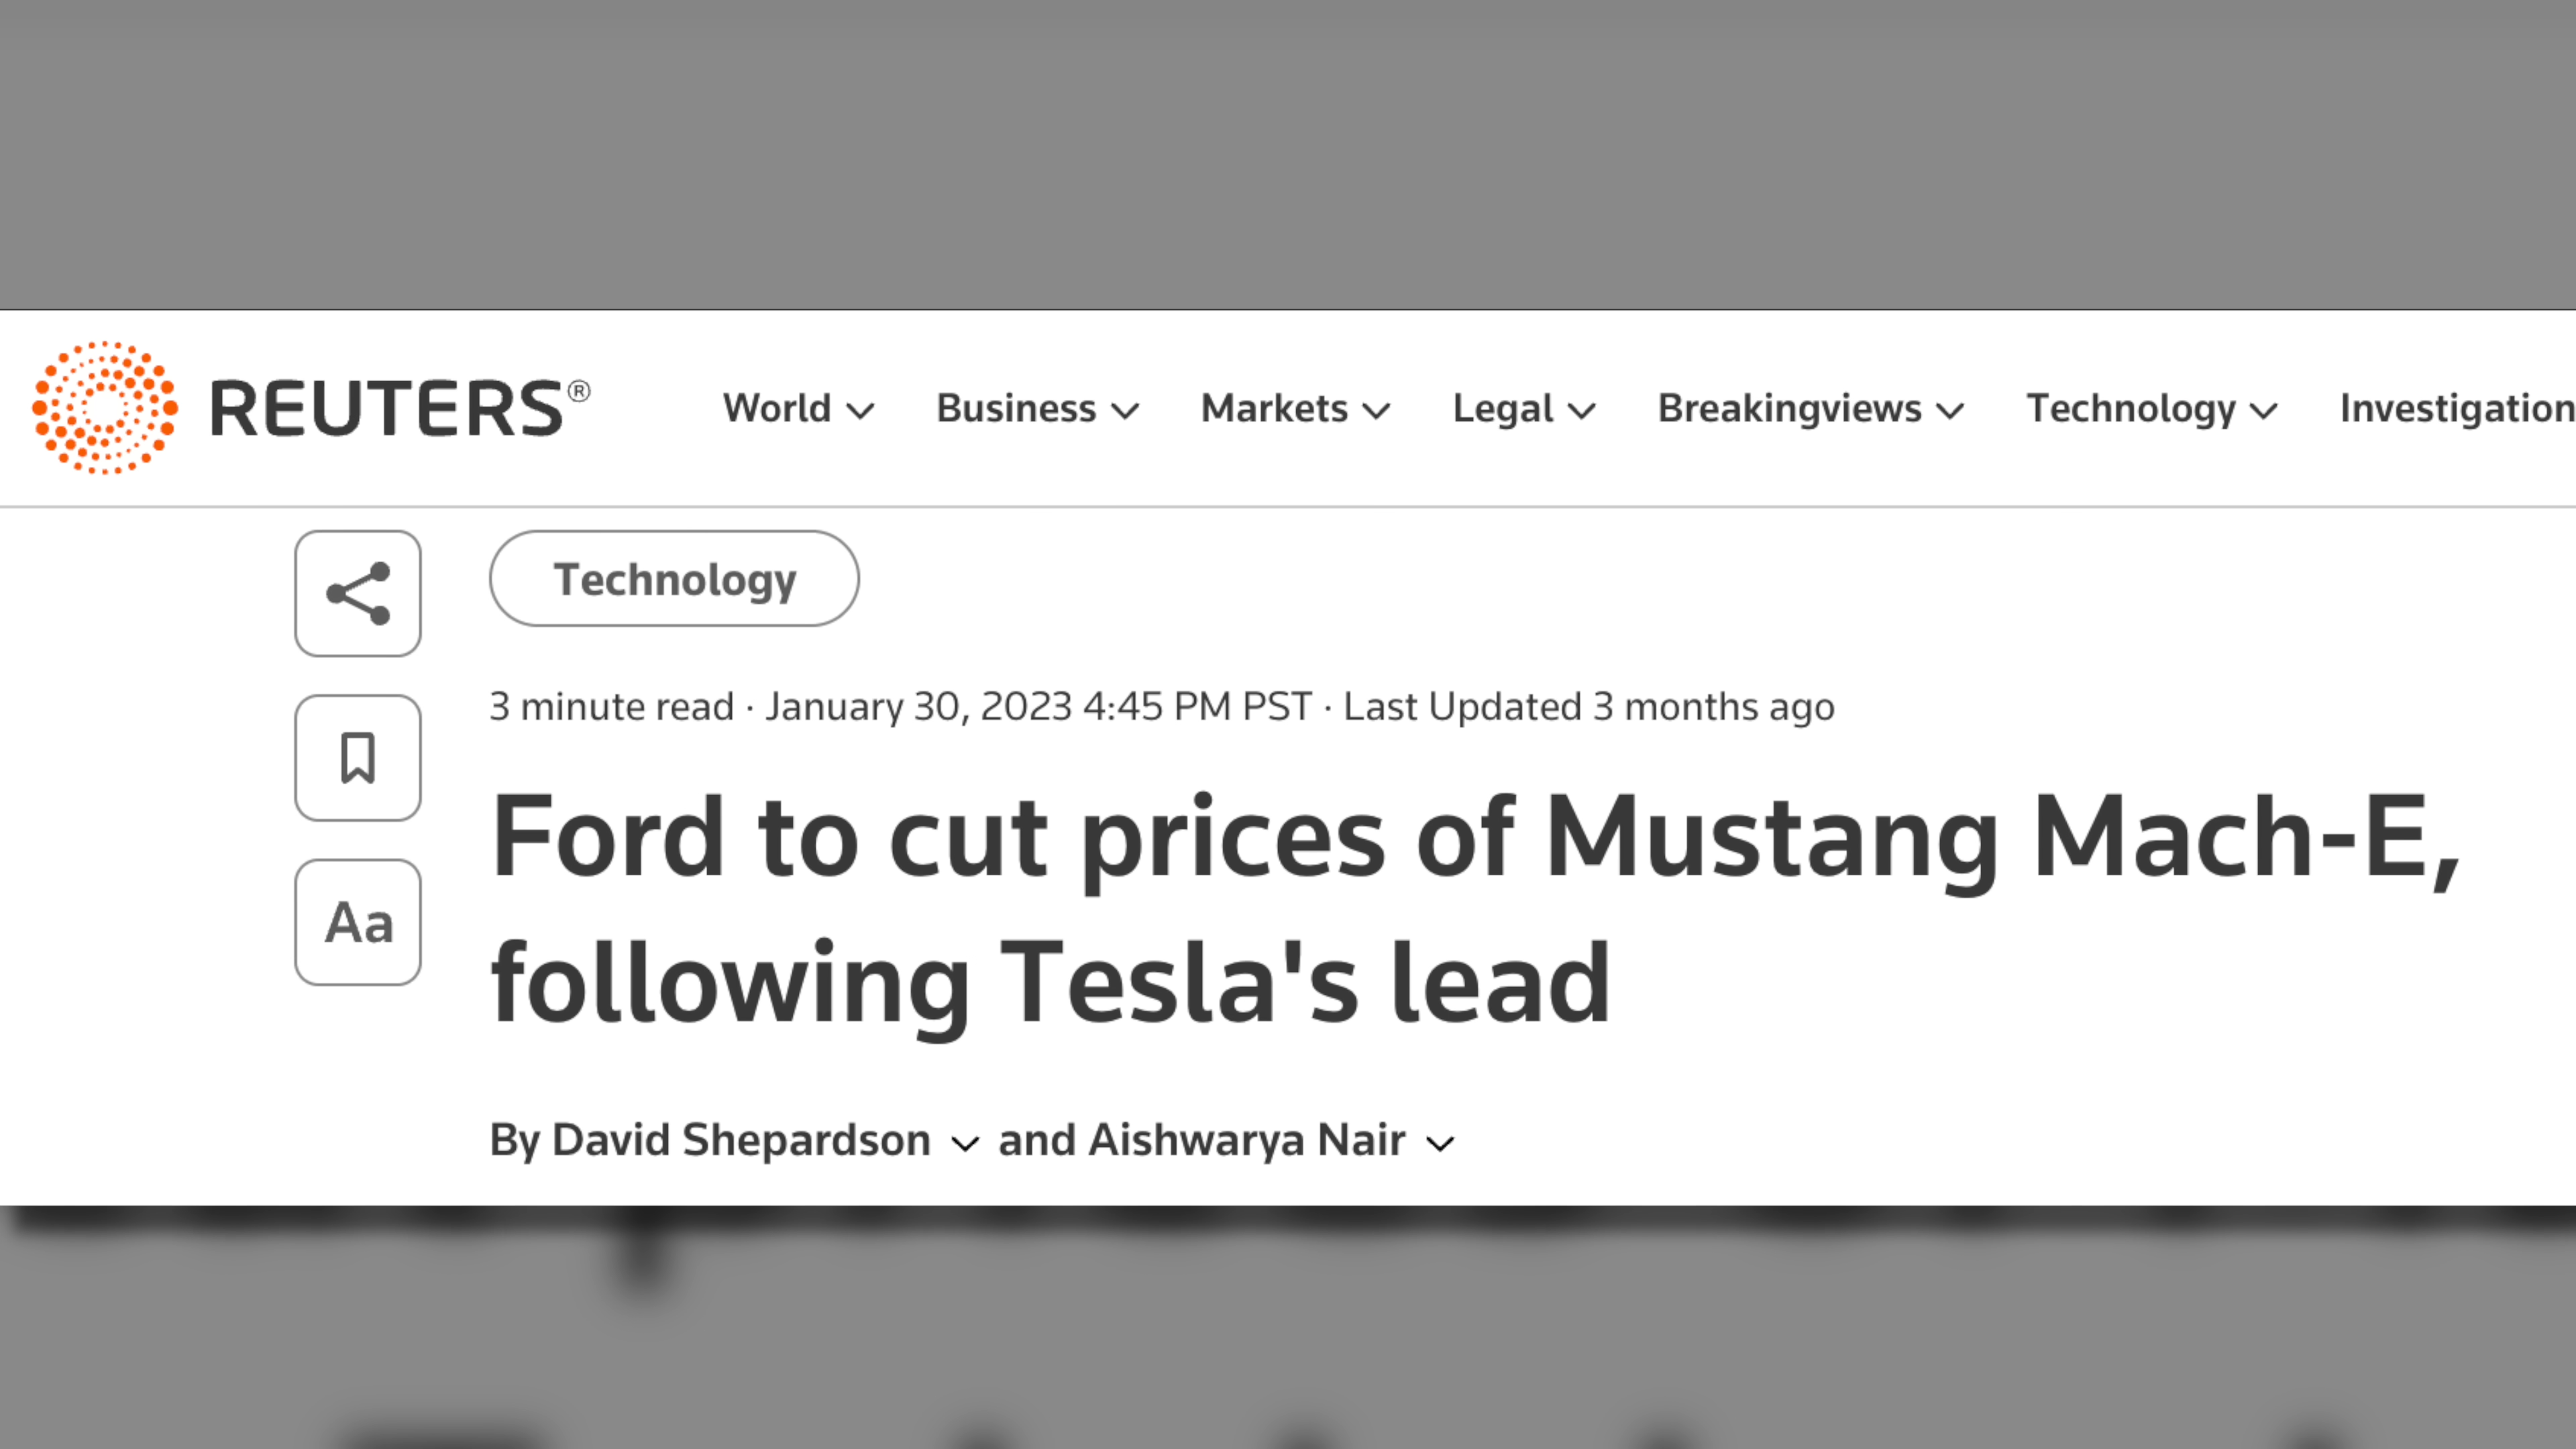 REUTERS®
World Business Markets Legal Breakingviews Technology Investigation
Technology
3 minute read · January 30, 2023 4:45 PM PST · Last Updated 3 months ago
Aa
Ford to cut prices of Mustang Mach-E,
following Tesla's lead
By David Shepardson and Aishwarya Nair